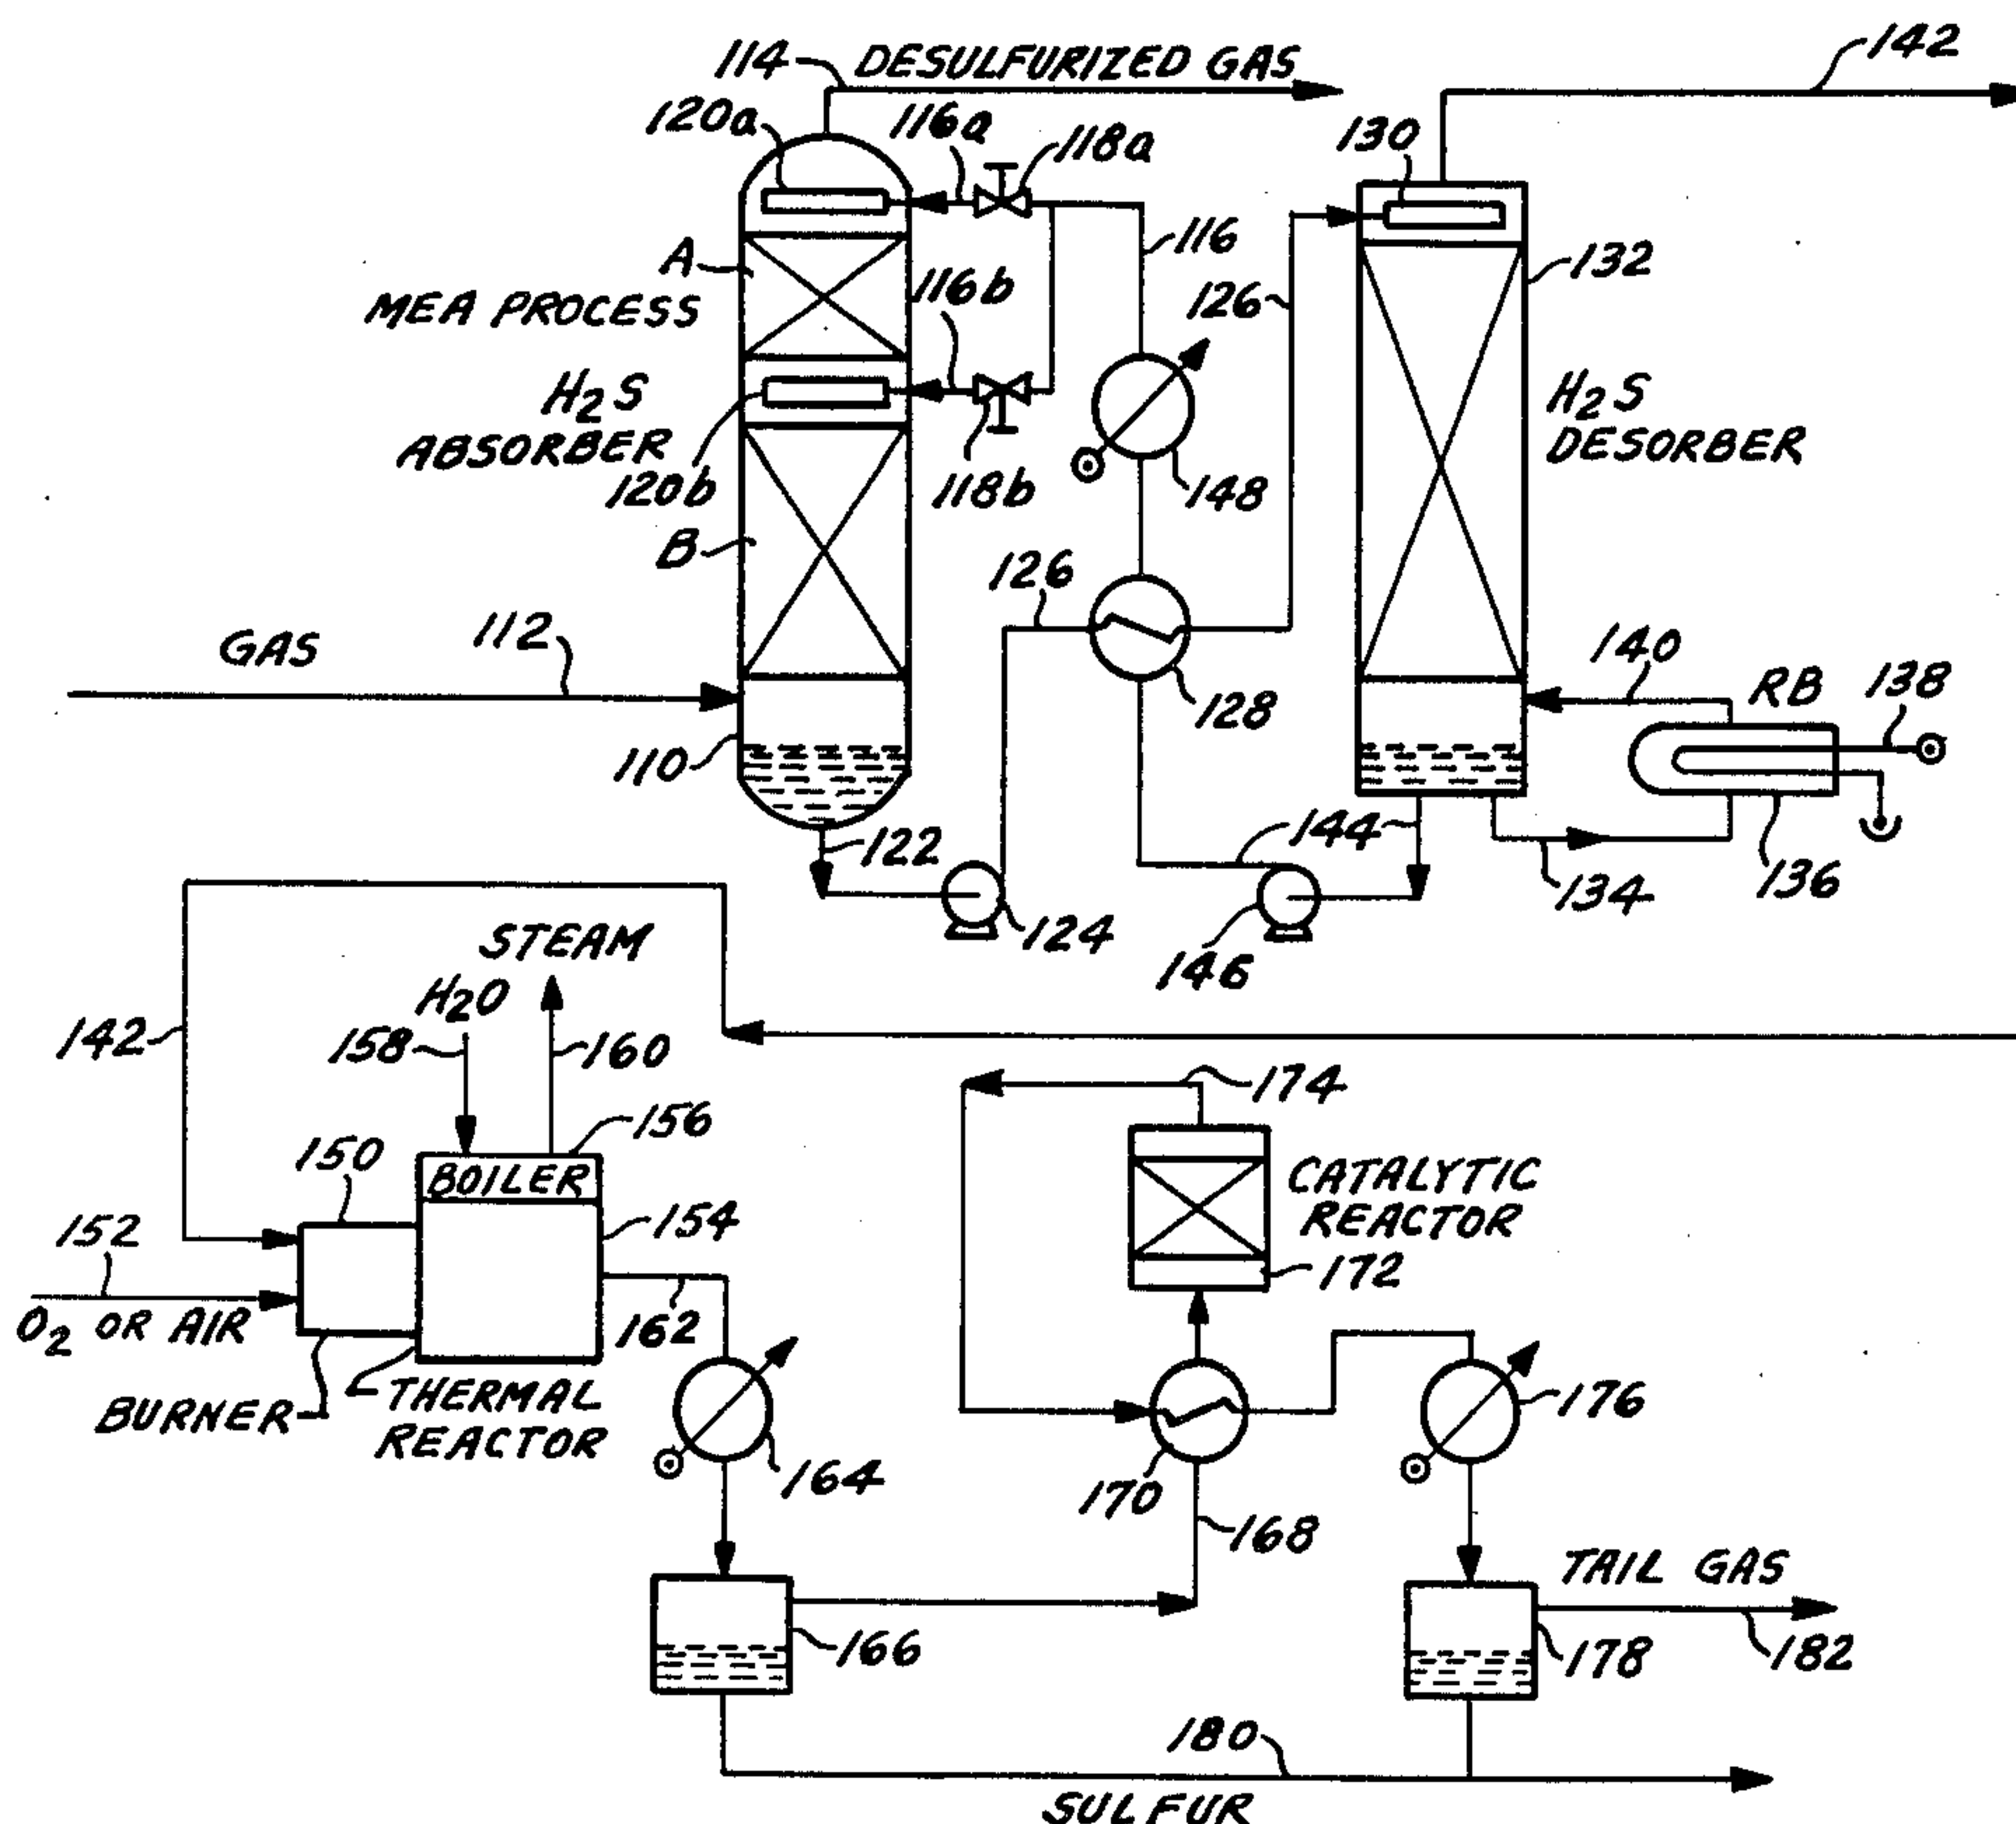 114 DESULFURIZED GAS
142
120a
116a
118a
130
A
116
132
MEA PROCESS
116b
126
H2S
ABSORBER
120b
118b
148
H2S
DESORBER
B
126
GAS
112
128
140
RB
138
110
122
144
124
146
134
136
STEAM
H2O
142
158
160
174
150
156
BOILER
CATALYTIC
REACTOR
152
154
172
O2 OR AIR
162
BURNER
THERMAL
REACTOR
164
176
170
168
TAIL GAS
166
178
182
180
SULFUR